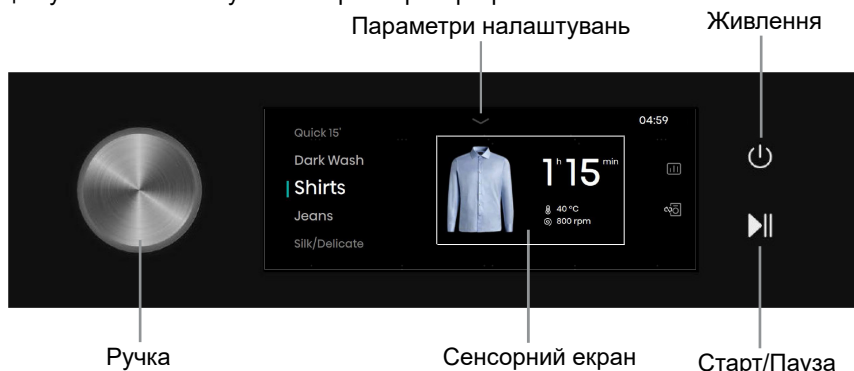 Параметри налаштувань
Живлення
04:59
Quick 15'
Dark Wash
Shirts
Jeans
Silk/Delicate
1 h 15 min
40 °C
800 rpm
Ручка
Сенсорний екран
Старт/Пауза